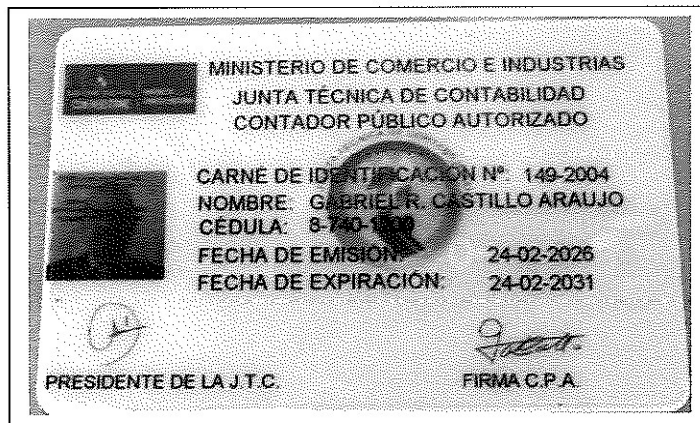 MINISTERIO DE COMERCIO E INDUSTRIAS
JUNTA TÉCNICA DE CONTABILIDAD
CONTADOR PÚBLICO AUTORIZADO
CARNÉ DE IDENTIFICACIÓN Nº: 149-2004
NOMBRE: GABRIEL R. CASTILLO ARAUJO
CÉDULA:
FECHA DE EMISIÓN: 24-02-2026
FECHA DE EXPIRACIÓN: 24-02-2031
PRESIDENTE DE LA J.T.C.
FIRMA C.P.A.